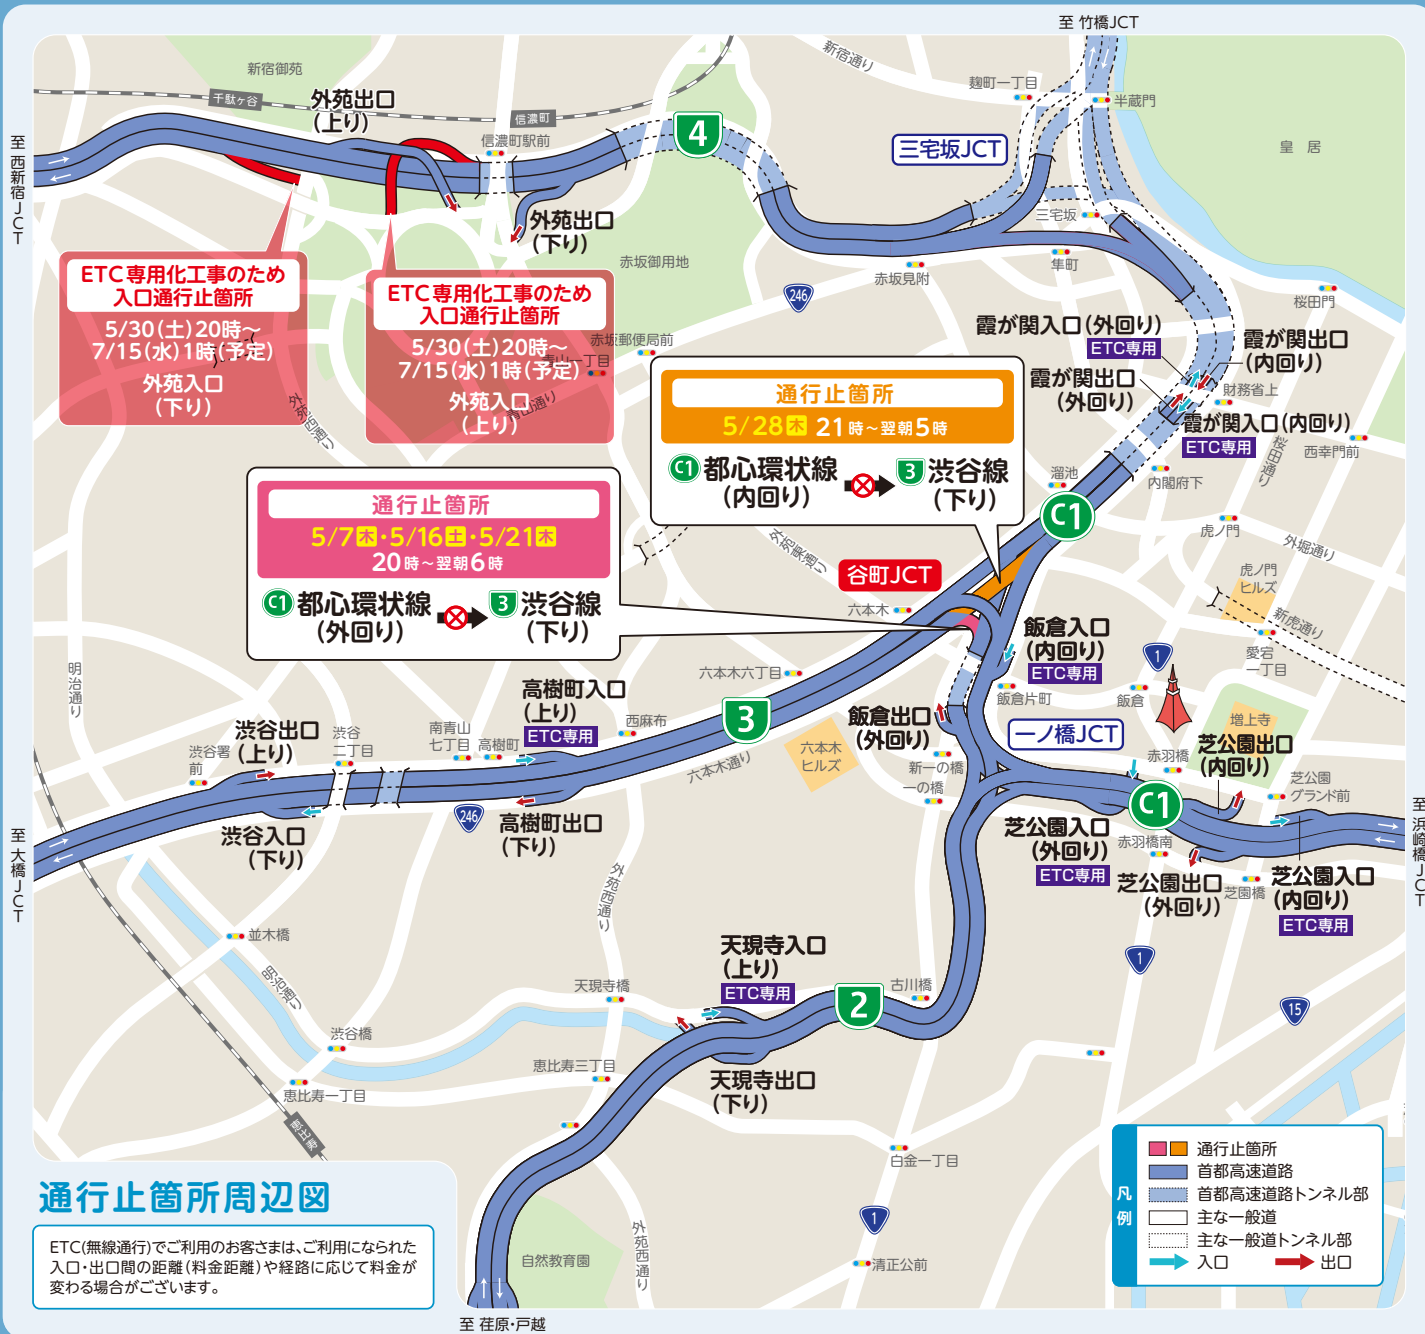 至 竹橋JCT
新宿通り
新宿御苑
麹町一丁目
半蔵門
千駄ヶ谷
外苑出口
(上り)
信濃町
信濃町駅前
4
三宅坂JCT
皇 居
至 西新宿JCT
三宅坂
外苑出口
(下り)
赤坂御用地
赤坂見附
隼町
ETC専用化工事のため
入口通行止箇所
5/30(土)20時～
7/15(水)1時(予定)
外苑入口
(下り)
ETC専用化工事のため
入口通行止箇所
5/30(土)20時～
7/15(水)1時(予定)
外苑入口
(上り)
246
桜田門
赤坂郵便局前
青山一丁目
青山通り
外苑西通り
霞が関入口(外回り)
ETC専用
霞が関出口
(内回り)
霞が関出口
(外回り)
財務省上
霞が関入口(内回り)
ETC専用
桜田通り
西幸門前
通行止箇所
5/28木 21時～翌朝5時
C1 都心環状線
(内回り)
3 渋谷線
(下り)
溜池
内閣府下
C1
虎ノ門
外堀通り
通行止箇所
5/7木・5/16土・5/21木
20時～翌朝6時
C1 都心環状線
(外回り)
3 渋谷線
(下り)
外苑東通り
谷町JCT
六本木
虎ノ門
ヒルズ
新虎通り
飯倉入口
(内回り)
ETC専用
1
愛宕
一丁目
明治通り
六本木六丁目
飯倉片町
飯倉
高樹町入口
(上り)
ETC専用
西麻布
3
飯倉出口
(外回り)
一ノ橋JCT
増上寺
渋谷出口
(上り)
渋谷署
前
渋谷
二丁目
南青山
七丁目
高樹町
六本木通り
六本木
ヒルズ
新一の橋
一の橋
赤羽橋
芝公園出口
(内回り)
芝公園
グランド前
C1
至 浜崎橋JCT
至 大橋JCT
渋谷入口
(下り)
246
高樹町出口
(下り)
芝公園入口
(外回り)
ETC専用
赤羽橋南
芝公園出口
(外回り)
芝園橋
芝公園入口
(内回り)
ETC専用
外苑西通り
並木橋
明治通り
天現寺入口
(上り)
ETC専用
1
天現寺橋
古川橋
2
15
渋谷橋
恵比寿三丁目
天現寺出口
(下り)
恵比寿一丁目
恵比寿
白金一丁目
通行止箇所周辺図
ETC(無線通行)でご利用のお客さまは、ご利用になられた
入口・出口間の距離(料金距離)や経路に応じて料金が
変わる場合がございます。
自然教育園
外苑西通り
1
清正公前
至 荏原・戸越
凡例
通行止箇所
首都高速道路
首都高速道路トンネル部
主な一般道
主な一般道トンネル部
入口
出口